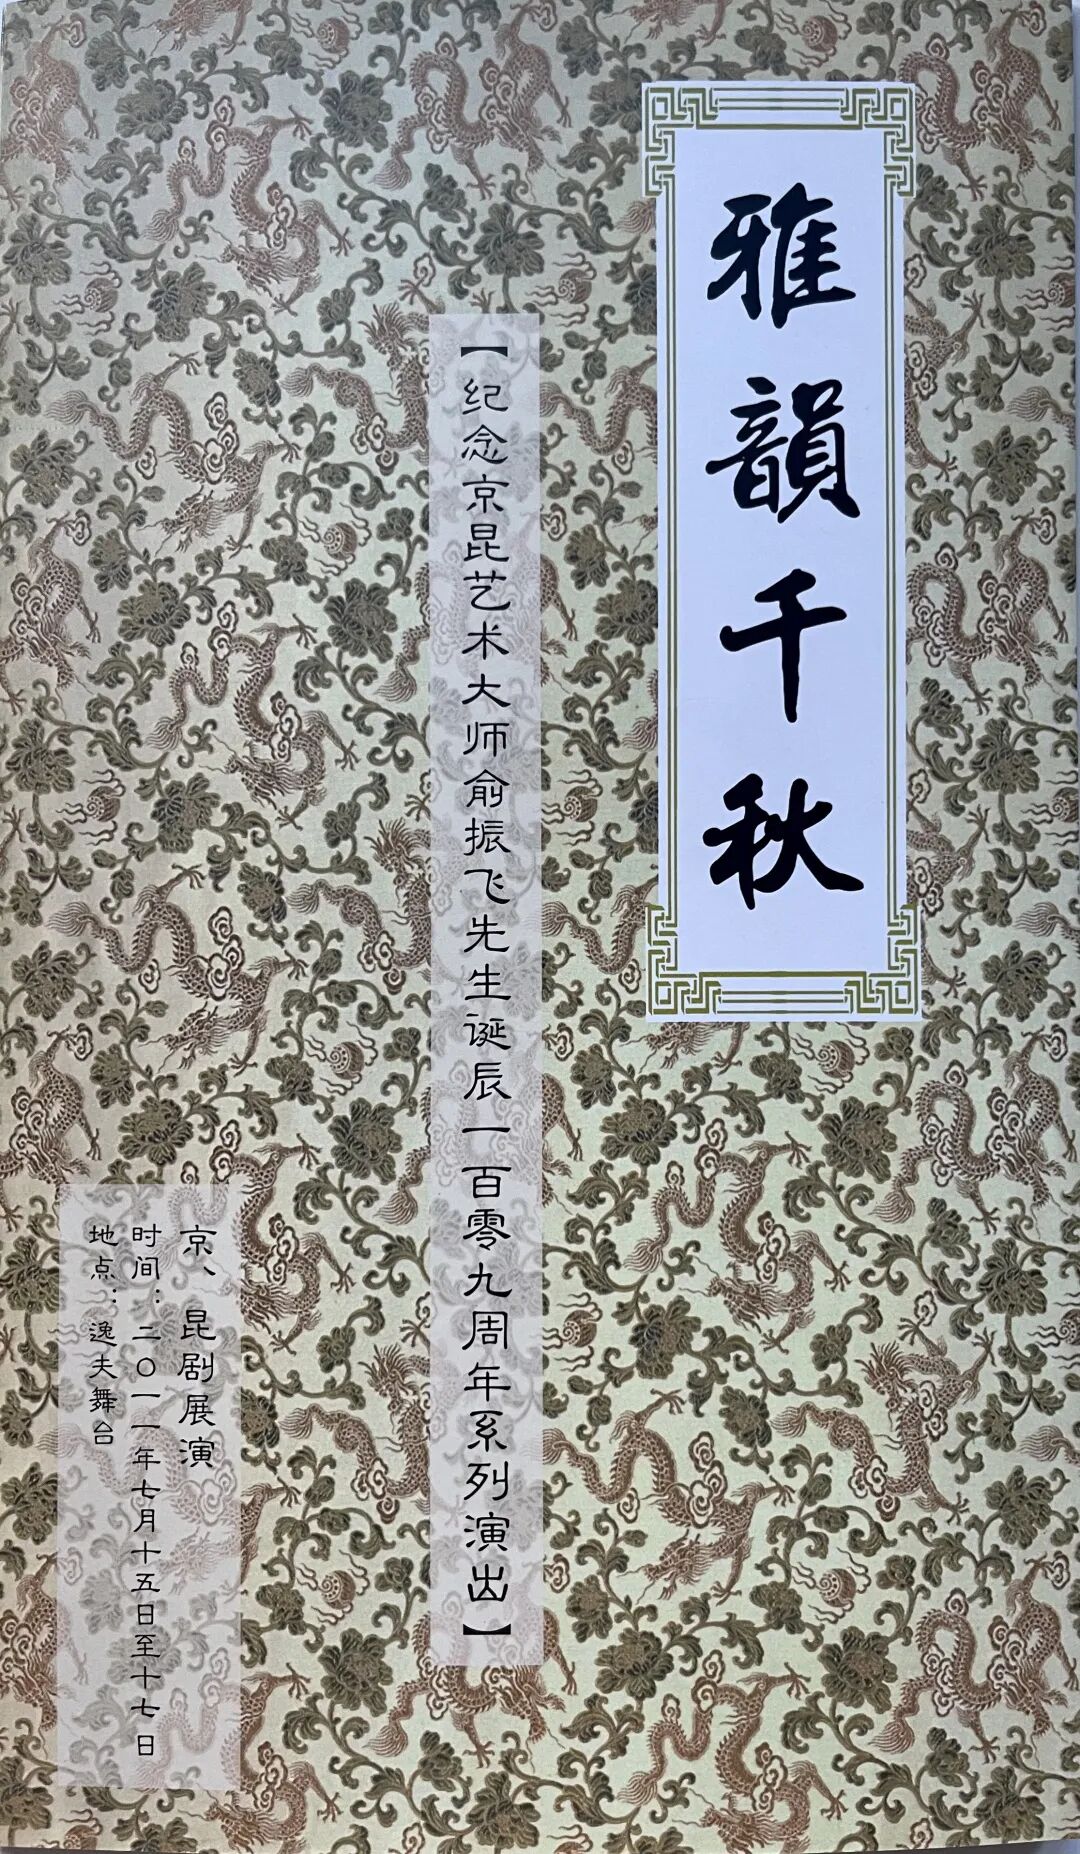 雅韻千秋
【纪念京昆艺术大师俞振飞先生诞辰一百零九周年系列演出】
京、昆剧展演
时间：二〇一一年七月十五日至十七日
地点：逸夫舞台